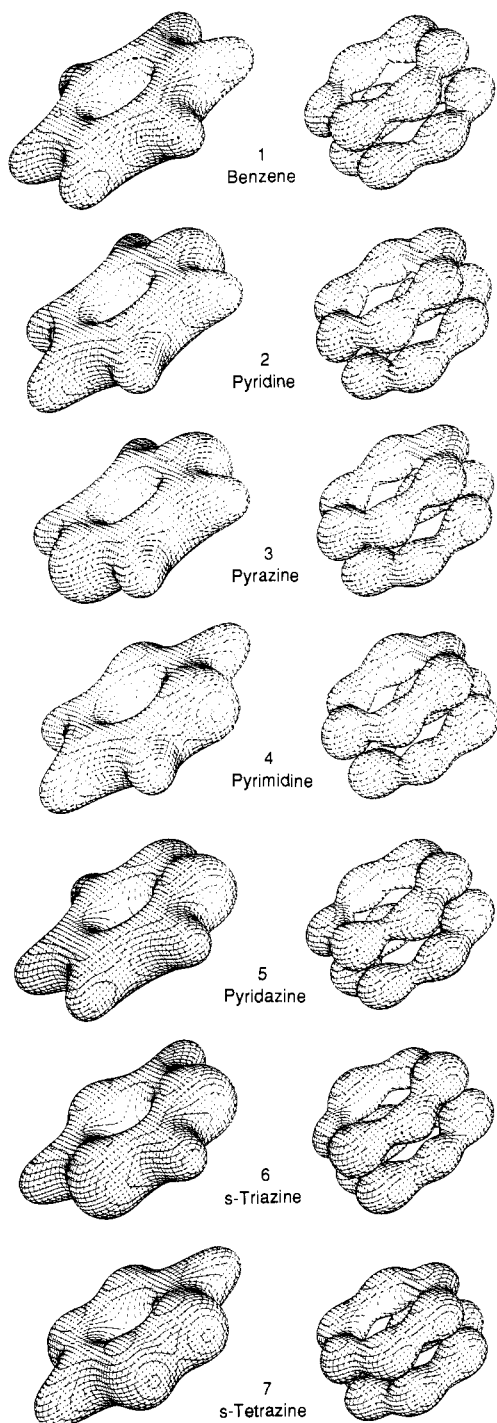 1
Benzene
2
Pyridine
3
Pyrazine
4
Pyrimidine
5
Pyridazine
6
s-Triazine
7
s-Tetrazine